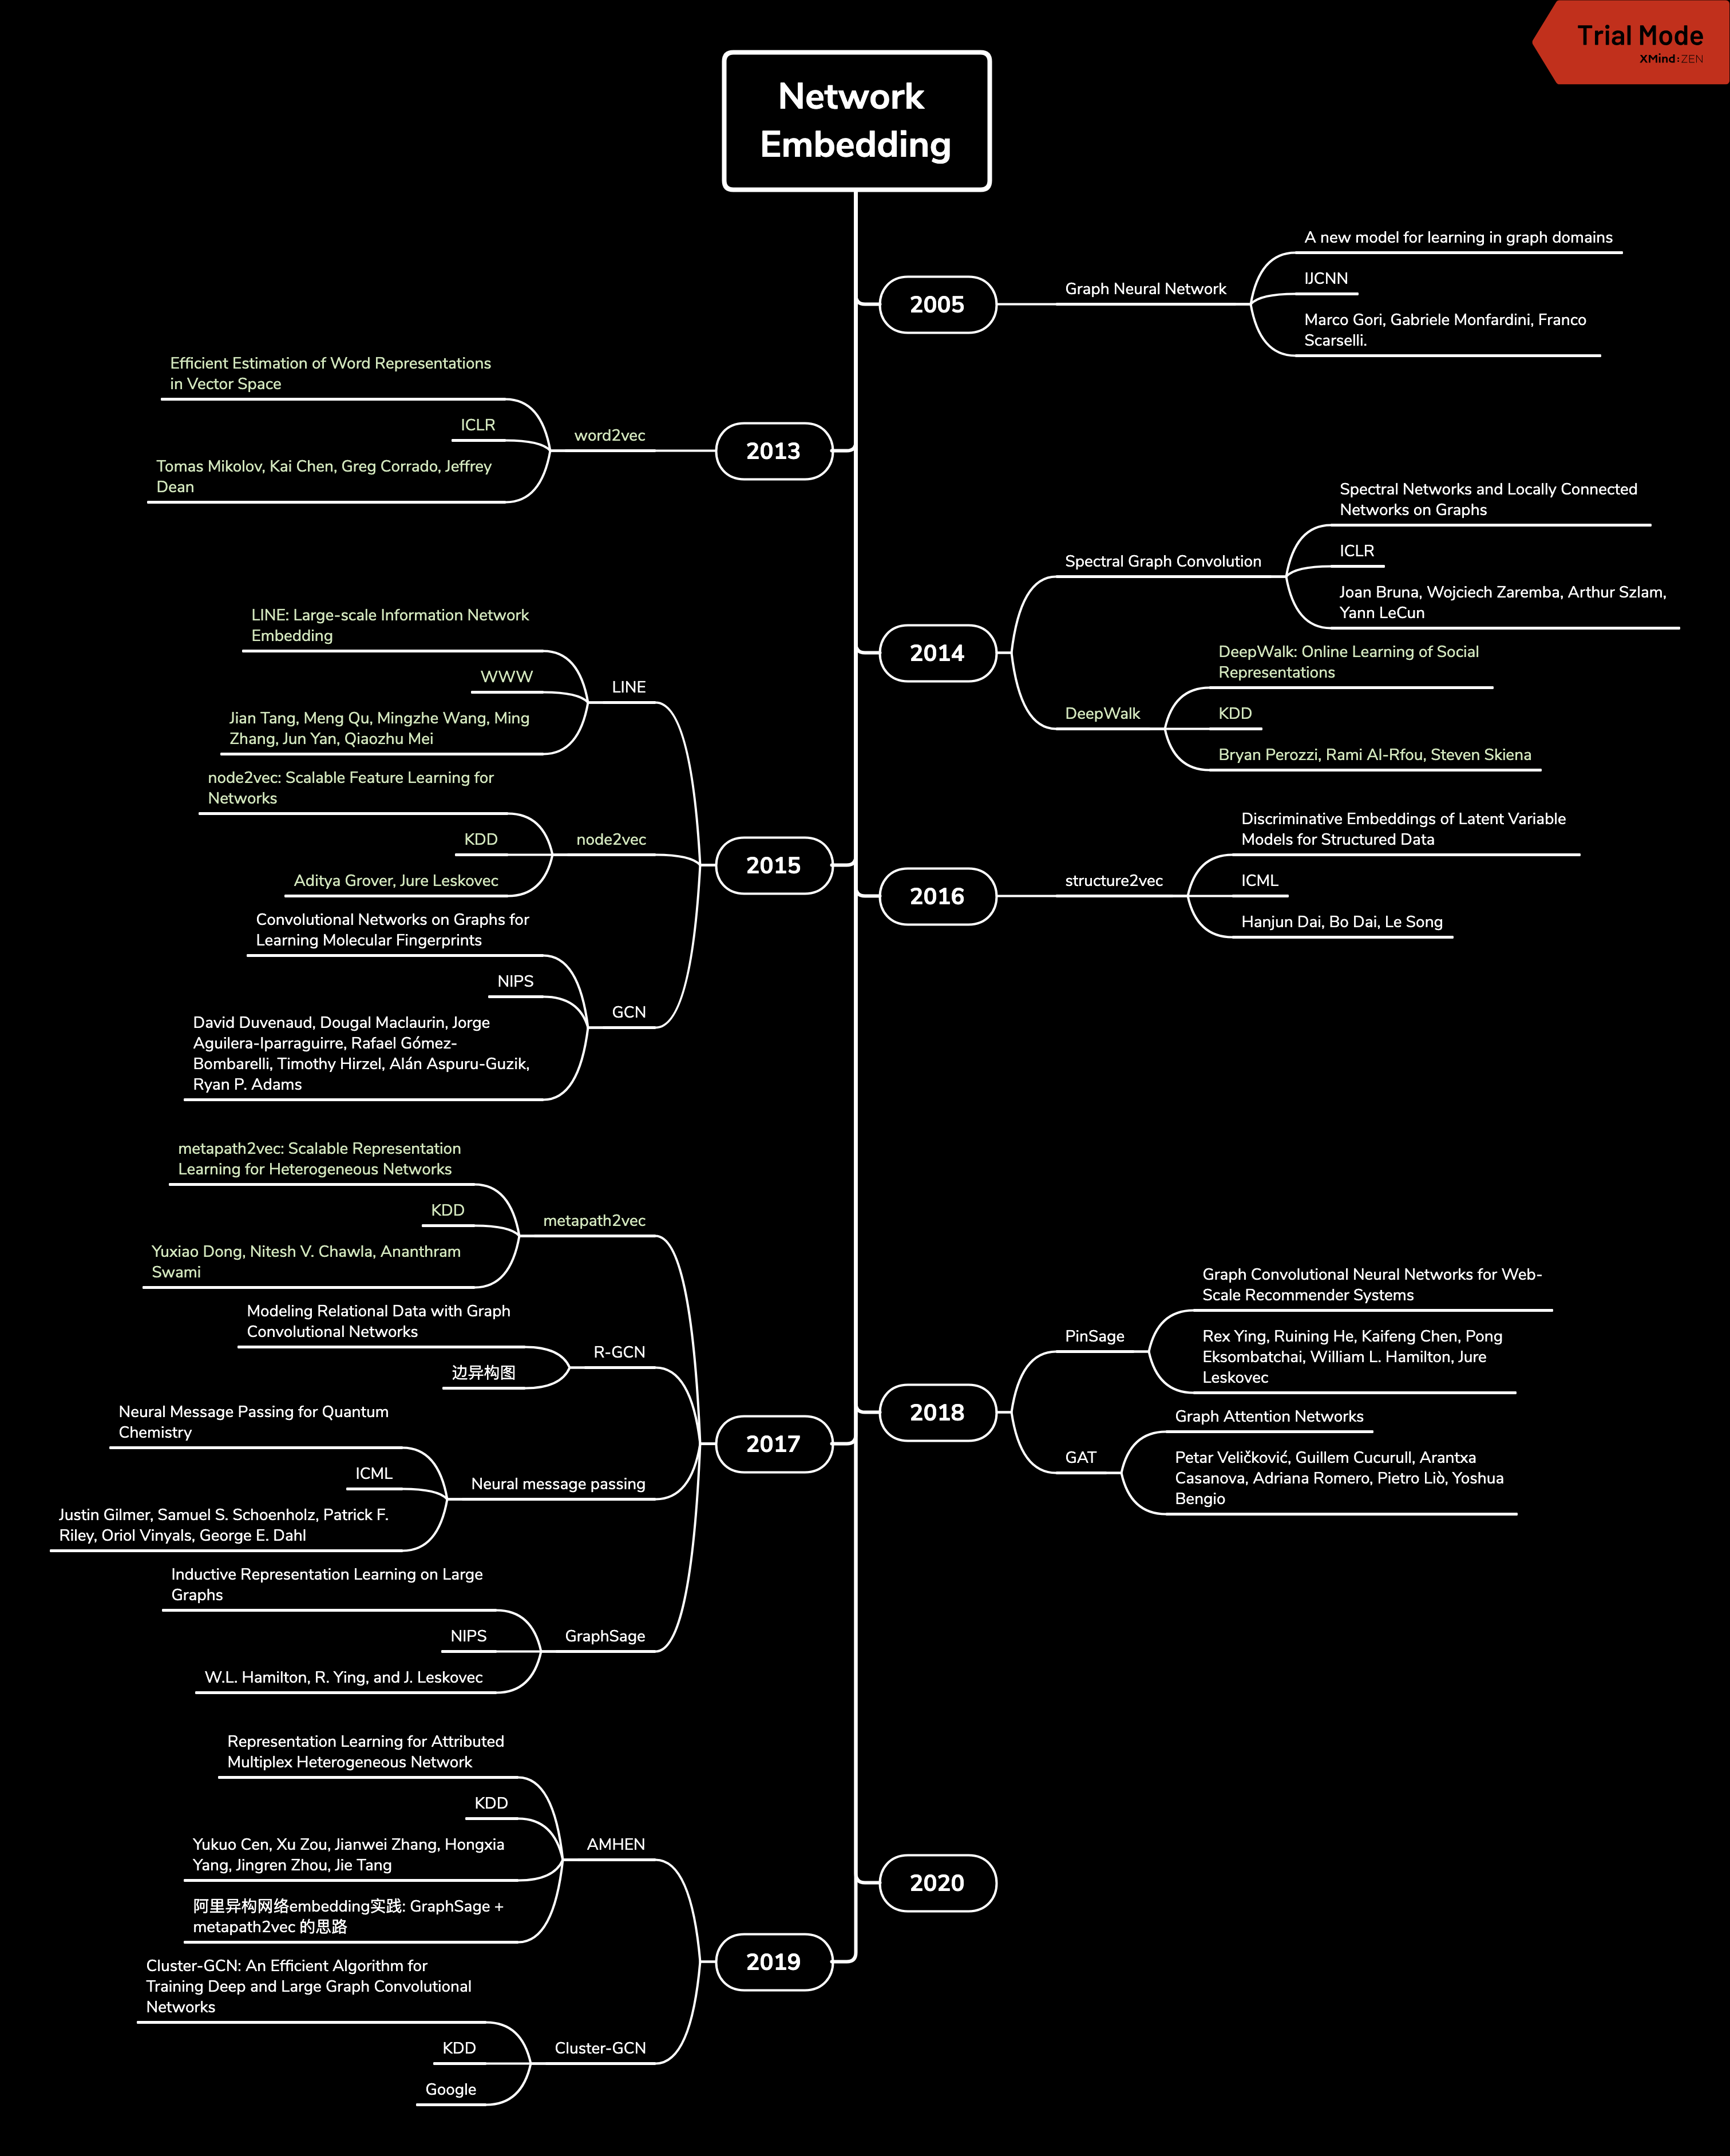 Trial Mode
XMind:ZEN
Network
Embedding
2005
Graph Neural Network
A new model for learning in graph domains
IJCNN
Marco Gori, Gabriele Monfardini, Franco
Scarselli.
2013
word2vec
Efficient Estimation of Word Representations
in Vector Space
ICLR
Tomas Mikolov, Kai Chen, Greg Corrado, Jeffrey
Dean
2014
Spectral Graph Convolution
Spectral Networks and Locally Connected
Networks on Graphs
ICLR
Joan Bruna, Wojciech Zaremba, Arthur Szlam,
Yann LeCun
DeepWalk
DeepWalk: Online Learning of Social
Representations
KDD
Bryan Perozzi, Rami Al-Rfou, Steven Skiena
2015
LINE
LINE: Large-scale Information Network
Embedding
WWW
Jian Tang, Meng Qu, Mingzhe Wang, Ming
Zhang, Jun Yan, Qiaozhu Mei
node2vec
node2vec: Scalable Feature Learning for
Networks
KDD
Aditya Grover, Jure Leskovec
GCN
Convolutional Networks on Graphs for
Learning Molecular Fingerprints
NIPS
David Duvenaud, Dougal Maclaurin, Jorge
Aguilera-Iparraguirre, Rafael Gómez-
Bombarelli, Timothy Hirzel, Alán Aspuru-Guzik,
Ryan P. Adams
2016
structure2vec
Discriminative Embeddings of Latent Variable
Models for Structured Data
ICML
Hanjun Dai, Bo Dai, Le Song
2017
metapath2vec
metapath2vec: Scalable Representation
Learning for Heterogeneous Networks
KDD
Yuxiao Dong, Nitesh V. Chawla, Ananthram
Swami
R-GCN
Modeling Relational Data with Graph
Convolutional Networks
边异构图
Neural message passing
Neural Message Passing for Quantum
Chemistry
ICML
Justin Gilmer, Samuel S. Schoenholz, Patrick F.
Riley, Oriol Vinyals, George E. Dahl
GraphSage
Inductive Representation Learning on Large
Graphs
NIPS
W.L. Hamilton, R. Ying, and J. Leskovec
2018
PinSage
Graph Convolutional Neural Networks for Web-
Scale Recommender Systems
Rex Ying, Ruining He, Kaifeng Chen, Pong
Eksombatchai, William L. Hamilton, Jure
Leskovec
GAT
Graph Attention Networks
Petar Veličković, Guillem Cucurull, Arantxa
Casanova, Adriana Romero, Pietro Liò, Yoshua
Bengio
2019
AMHEN
Representation Learning for Attributed
Multiplex Heterogeneous Network
KDD
Yukuo Cen, Xu Zou, Jianwei Zhang, Hongxia
Yang, Jingren Zhou, Jie Tang
阿里异构网络embedding实践: GraphSage +
metapath2vec 的思路
Cluster-GCN
Cluster-GCN: An Efficient Algorithm for
Training Deep and Large Graph Convolutional
Networks
KDD
Google
2020